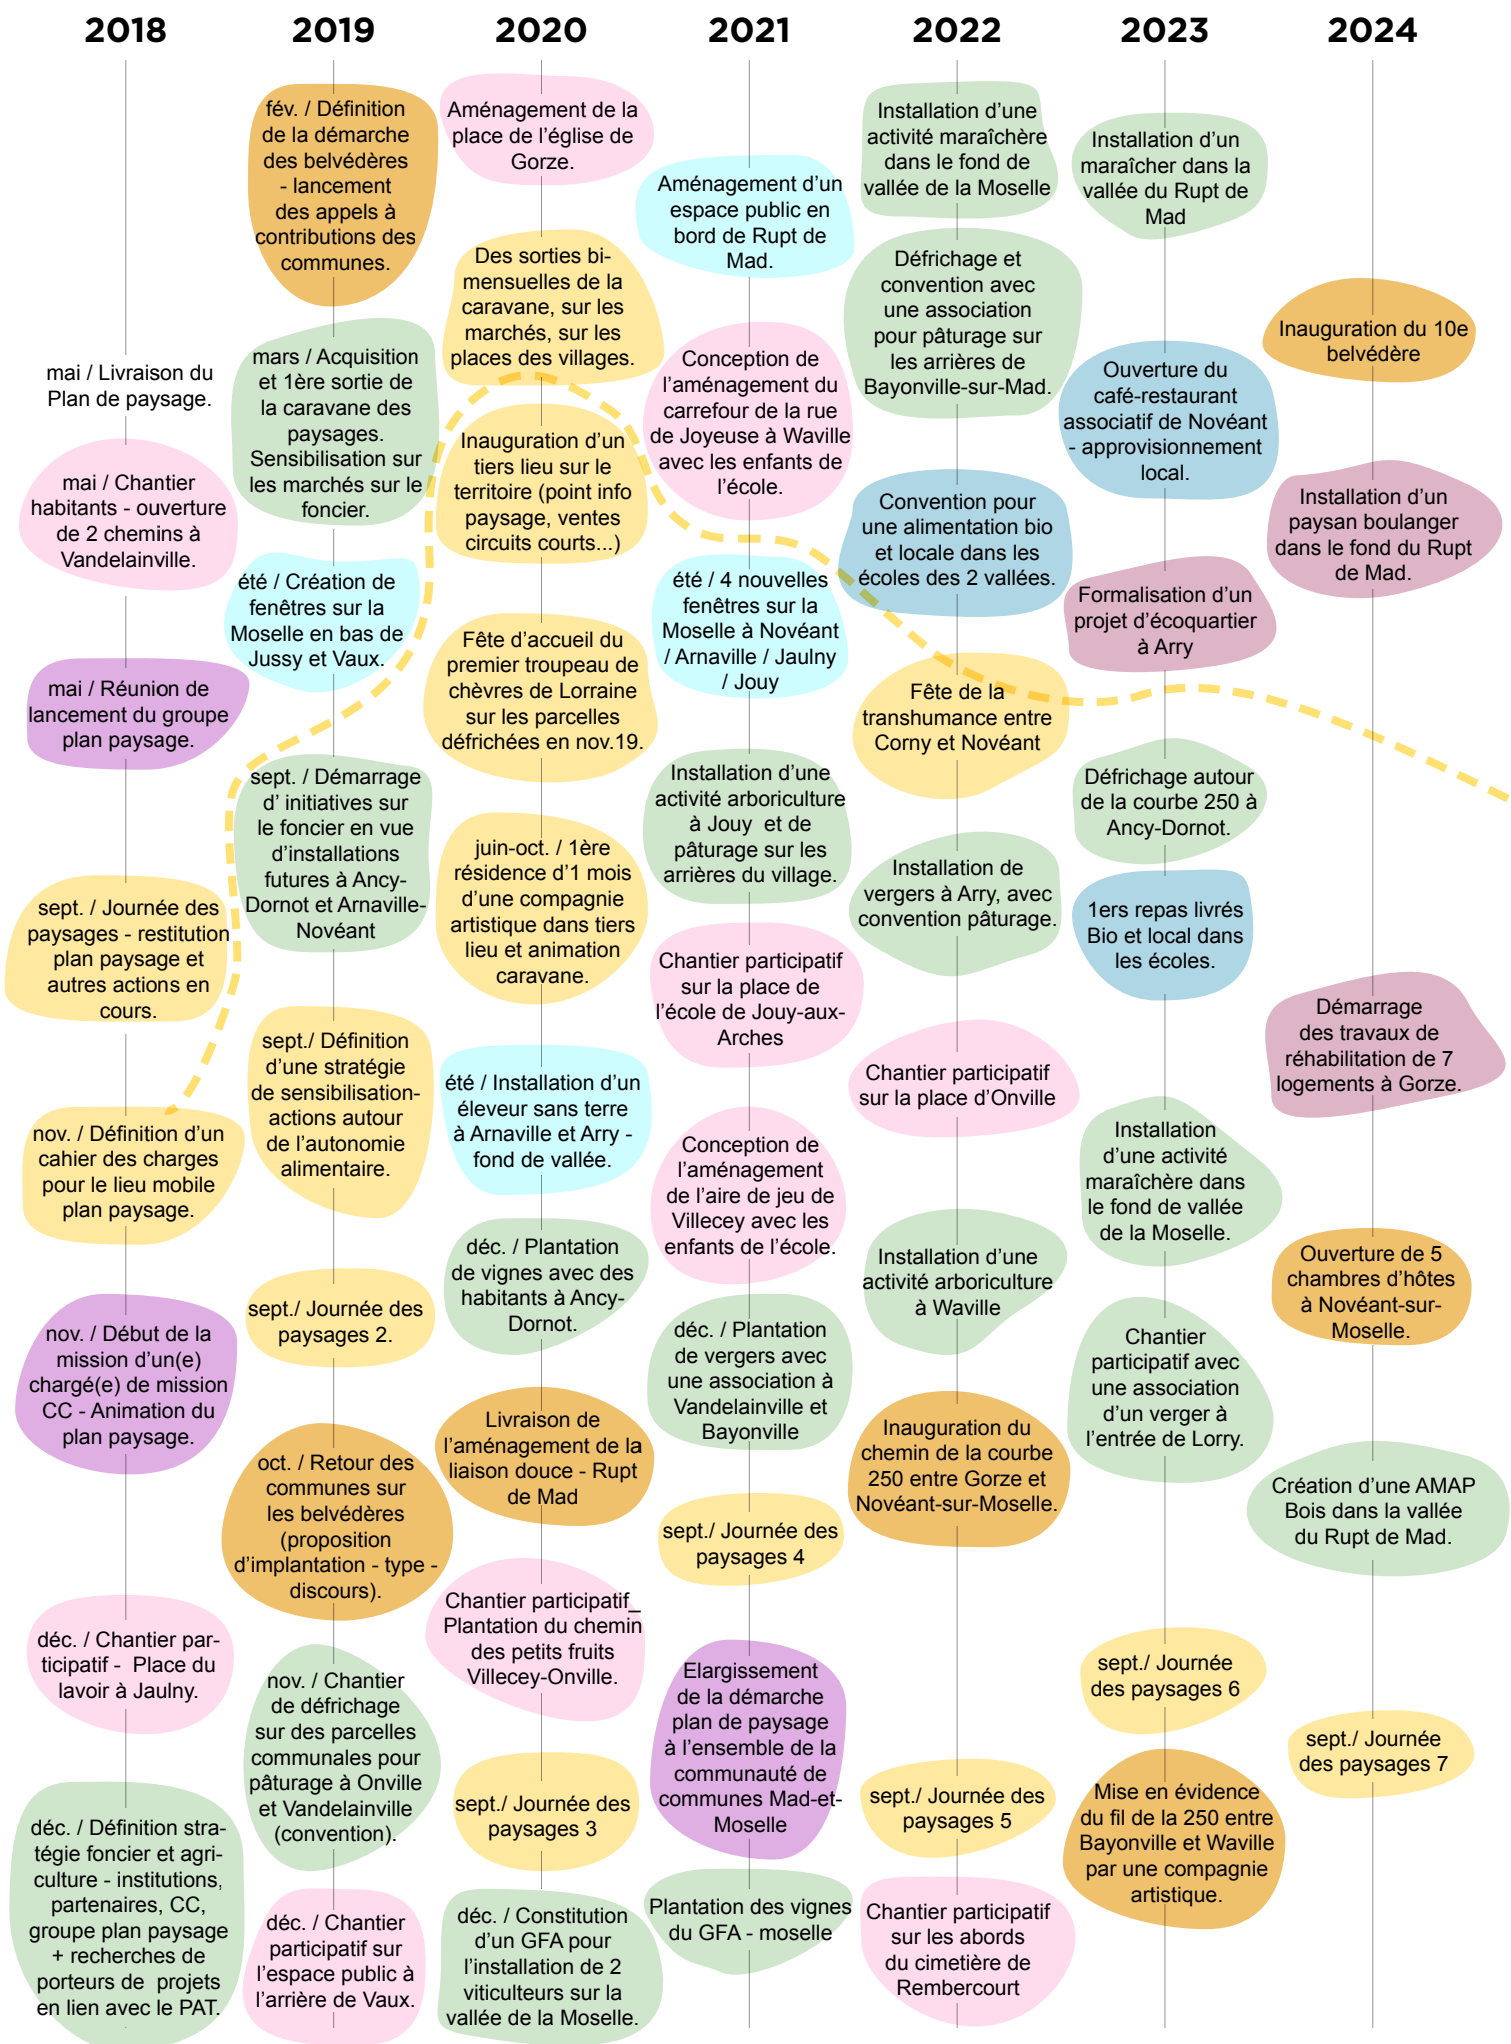 2018
2019
2020
2021
2022
2023
2024
mai / Livraison du
Plan de paysage.
mai / Chantier
habitants - ouverture
de 2 chemins à
Vandelainville.
mai / Réunion de
lancement du groupe
plan paysage.
sept. / Journée des
paysages - restitution
plan paysage et
autres actions en
cours.
nov. / Définition d’un
cahier des charges
pour le lieu mobile
plan paysage.
nov. / Début de la
mission d’un(e)
chargé(e) de mission
CC - Animation du
plan paysage.
déc. / Chantier par-
ticipatif - Place du
lavoir à Jaulny.
déc. / Définition stra-
tégie foncier et agri-
culture - institutions,
partenaires, CC,
groupe plan paysage
+ recherches de
porteurs de projets
en lien avec le PAT.
fév. / Définition
de la démarche
des belvédères
- lancement
des appels à
contributions des
communes.
mars / Acquisition
et 1ère sortie de
la caravane des
paysages.
Sensibilisation sur
les marchés sur le
foncier.
été / Création de
fenêtres sur la
Moselle en bas de
Jussy et Vaux.
sept. / Démarrage
d’ initiatives sur
le foncier en vue
d’installations
futures à Ancy-
Dornot et Arnaville-
Novéant
sept./ Définition
d’une stratégie
de sensibilisation-
actions autour
de l’autonomie
alimentaire.
sept./ Journée des
paysages 2.
oct. / Retour des
communes sur
les belvédères
(proposition
d’implantation - type -
discours).
nov. / Chantier
de défrichage
sur des parcelles
communales pour
pâturage à Onville
et Vandelainville
(convention).
déc. / Chantier
participatif sur
l’espace public à
l’arrière de Vaux.
Aménagement de la
place de l’église de
Gorze.
Des sorties bi-
mensuelles de la
caravane, sur les
marchés, sur les
places des villages.
Inauguration d’un
tiers lieu sur le
territoire (point info
paysage, ventes
circuits courts...)
Fête d’accueil du
premier troupeau de
chèvres de Lorraine
sur les parcelles
défrichées en nov.19.
juin-oct. / 1ère
résidence d’1 mois
d’une compagnie
artistique dans tiers
lieu et animation
caravane.
été / Installation d’un
éleveur sans terre
à Arnaville et Arry -
fond de vallée.
déc. / Plantation
de vignes avec des
habitants à Ancy-
Dornot.
Livraison de
l’aménagement de la
liaison douce - Rupt
de Mad
Chantier participatif_
Plantation du chemin
des petits fruits
Villecey-Onville.
sept./ Journée des
paysages 3
déc. / Constitution
d’un GFA pour
l’installation de 2
viticulteurs sur la
vallée de la Moselle.
Aménagement d’un
espace public en
bord de Rupt de
Mad.
Conception de
l’aménagement du
carrefour de la rue
de Joyeuse à Waville
avec les enfants de
l’école.
été / 4 nouvelles
fenêtres sur la
Moselle à Novéant
/ Arnaville / Jaulny
/ Jouy
Installation d’une
activité arboriculture
à Jouy et de
pâturage sur les
arrières du village.
Chantier participatif
sur la place de
l’école de Jouy-aux-
Arches
Conception de
l’aménagement
de l’aire de jeu de
Villecey avec les
enfants de l’école.
déc. / Plantation
de vergers avec
une association à
Vandelainville et
Bayonville
sept./ Journée des
paysages 4
Elargissement
de la démarche
plan de paysage
à l’ensemble de la
communauté de
communes Mad-et-
Moselle
Plantation des vignes
du GFA - moselle
Installation d’une
activité maraîchère
dans le fond de
vallée de la Moselle
Défrichage et
convention avec
une association
pour pâturage sur
les arrières de
Bayonville-sur-Mad.
Convention pour
une alimentation bio
et locale dans les
écoles des 2 vallées.
Fête de la
transhumance entre
Corny et Novéant
Installation de
vergers à Arry, avec
convention pâturage.
Chantier participatif
sur la place d’Onville
Installation d’une
activité arboriculture
à Waville
Inauguration du
chemin de la courbe
250 entre Gorze et
Novéant-sur-Moselle.
sept./ Journée des
paysages 5
Chantier participatif
sur les abords
du cimetière de
Rembercourt
Installation d’un
maraîcher dans la
vallée du Rupt de
Mad
Ouverture du
café-restaurant
associatif de Novéant
- approvisionnement
local.
Formalisation d’un
projet d’écoquartier
à Arry
Défrichage autour
de la courbe 250 à
Ancy-Dornot.
1ers repas livrés
Bio et local dans
les écoles.
Installation
d’une activité
maraîchère dans
le fond de vallée
de la Moselle.
Chantier
participatif avec
une association
d’un verger à
l’entrée de Lorry.
sept./ Journée
des paysages 6
Mise en évidence
du fil de la 250 entre
Bayonville et Waville
par une compagnie
artistique.
Inauguration du 10e
belvédère
Installation d’un
paysan boulanger
dans le fond du Rupt
de Mad.
Démarrage
des travaux de
réhabilitation de 7
logements à Gorze.
Ouverture de 5
chambres d’hôtes
à Novéant-sur-
Moselle.
Création d’une AMAP
Bois dans la vallée
du Rupt de Mad.
sept./ Journée
des paysages 7